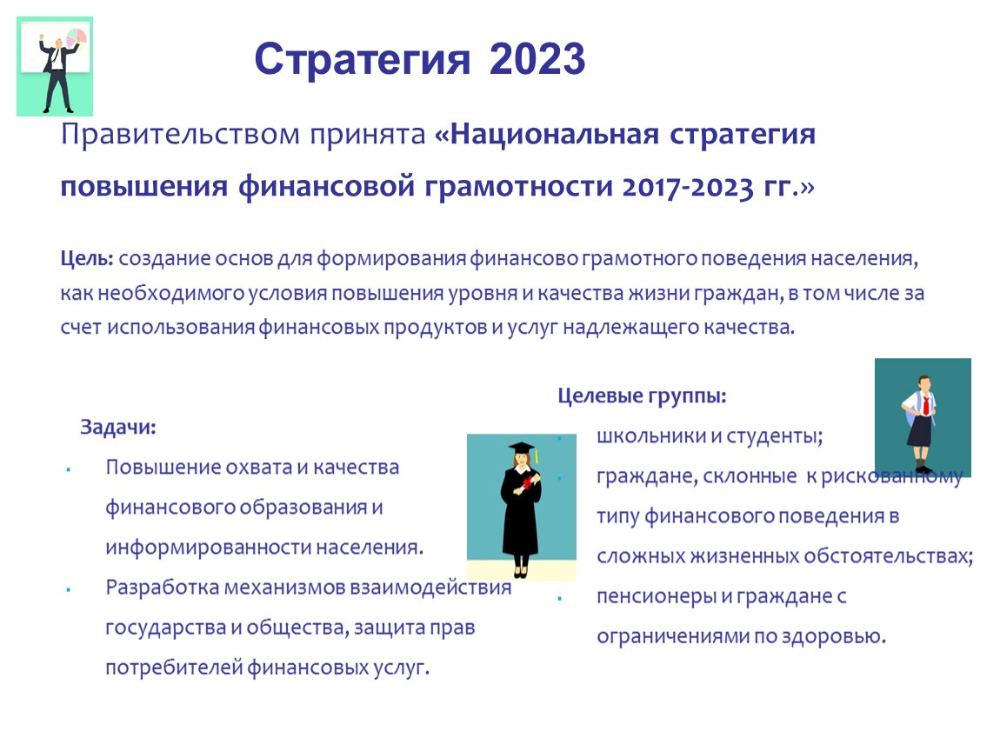 Стратегия 2023
Правительством принята «Национальная стратегия
повышения финансовой грамотности 2017-2023 гг.»
Цель: создание основ для формирования финансово грамотного поведения населения,
как необходимого условия повышения уровня и качества жизни граждан, в том числе за
счет использования финансовых продуктов и услуг надлежащего качества.
Задачи:
• Повышение охвата и качества
финансового образования и
информированности населения.
• Разработка механизмов взаимодействия
государства и общества, защита прав
потребителей финансовых услуг.
Целевые группы:
• школьники и студенты;
• граждане, склонные к рискованному
типу финансового поведения в
сложных жизненных обстоятельствах;
• пенсионеры и граждане с
ограничениями по здоровью.